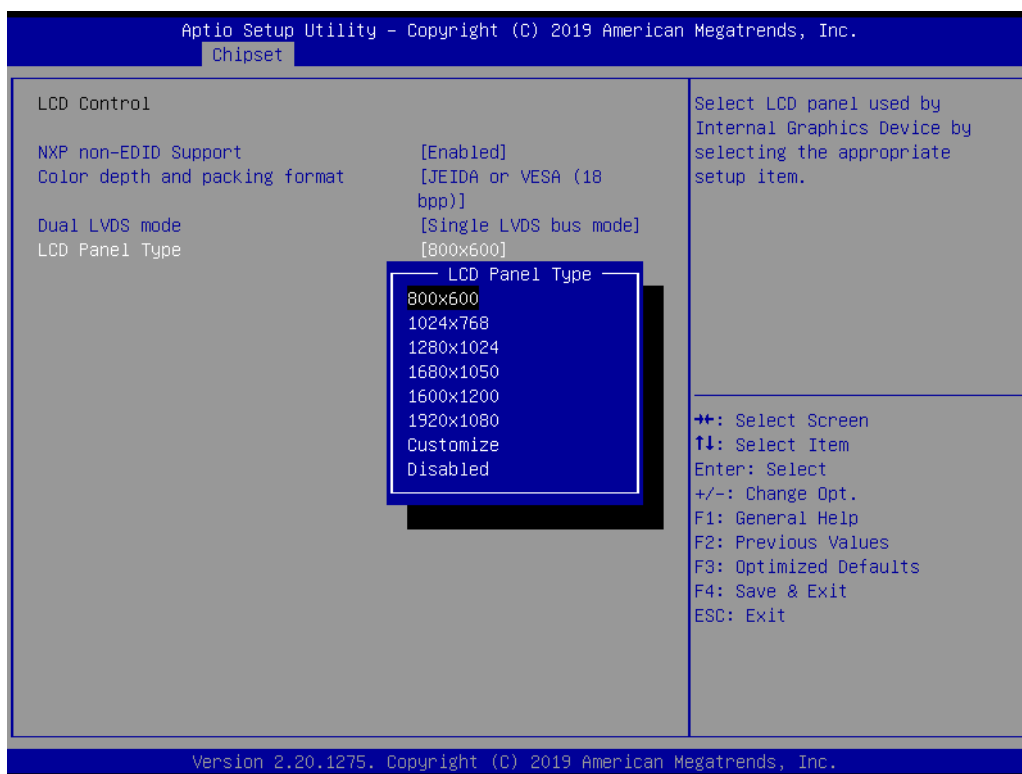 Aptio Setup Utility – Copyright (C) 2019 American Megatrends, Inc.
Chipset
LCD Control
NXP non-EDID Support [Enabled]
Color depth and packing format [JEIDA or VESA (18
bpp)]
Dual LVDS mode [Single LVDS bus mode]
LCD Panel Type [800x600]
LCD Panel Type
800x600
1024x768
1280x1024
1680x1050
1600x1200
1920x1080
Customize
Disabled
Select LCD panel used by
Internal Graphics Device by
selecting the appropriate
setup item.
→←: Select Screen
↑↓: Select Item
Enter: Select
+/-: Change Opt.
F1: General Help
F2: Previous Values
F3: Optimized Defaults
F4: Save & Exit
ESC: Exit
Version 2.20.1275. Copyright (C) 2019 American Megatrends, Inc.